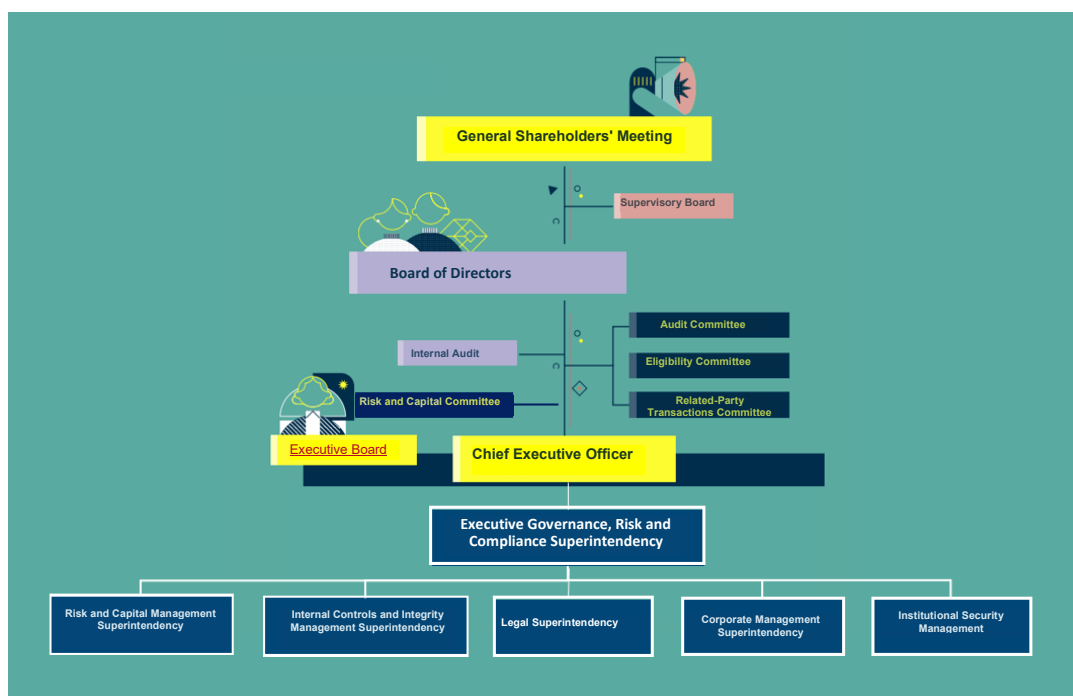 General Shareholders' Meeting
Supervisory Board
Board of Directors
Audit Committee
Internal Audit
Eligibility Committee
Risk and Capital Committee
Related-Party
Transactions Committee
Executive Board
Chief Executive Officer
Executive Governance, Risk and
Compliance Superintendency
Risk and Capital Management
Superintendency
Internal Controls and Integrity
Management Superintendency
Legal Superintendency
Corporate Management
Superintendency
Institutional Security
Management